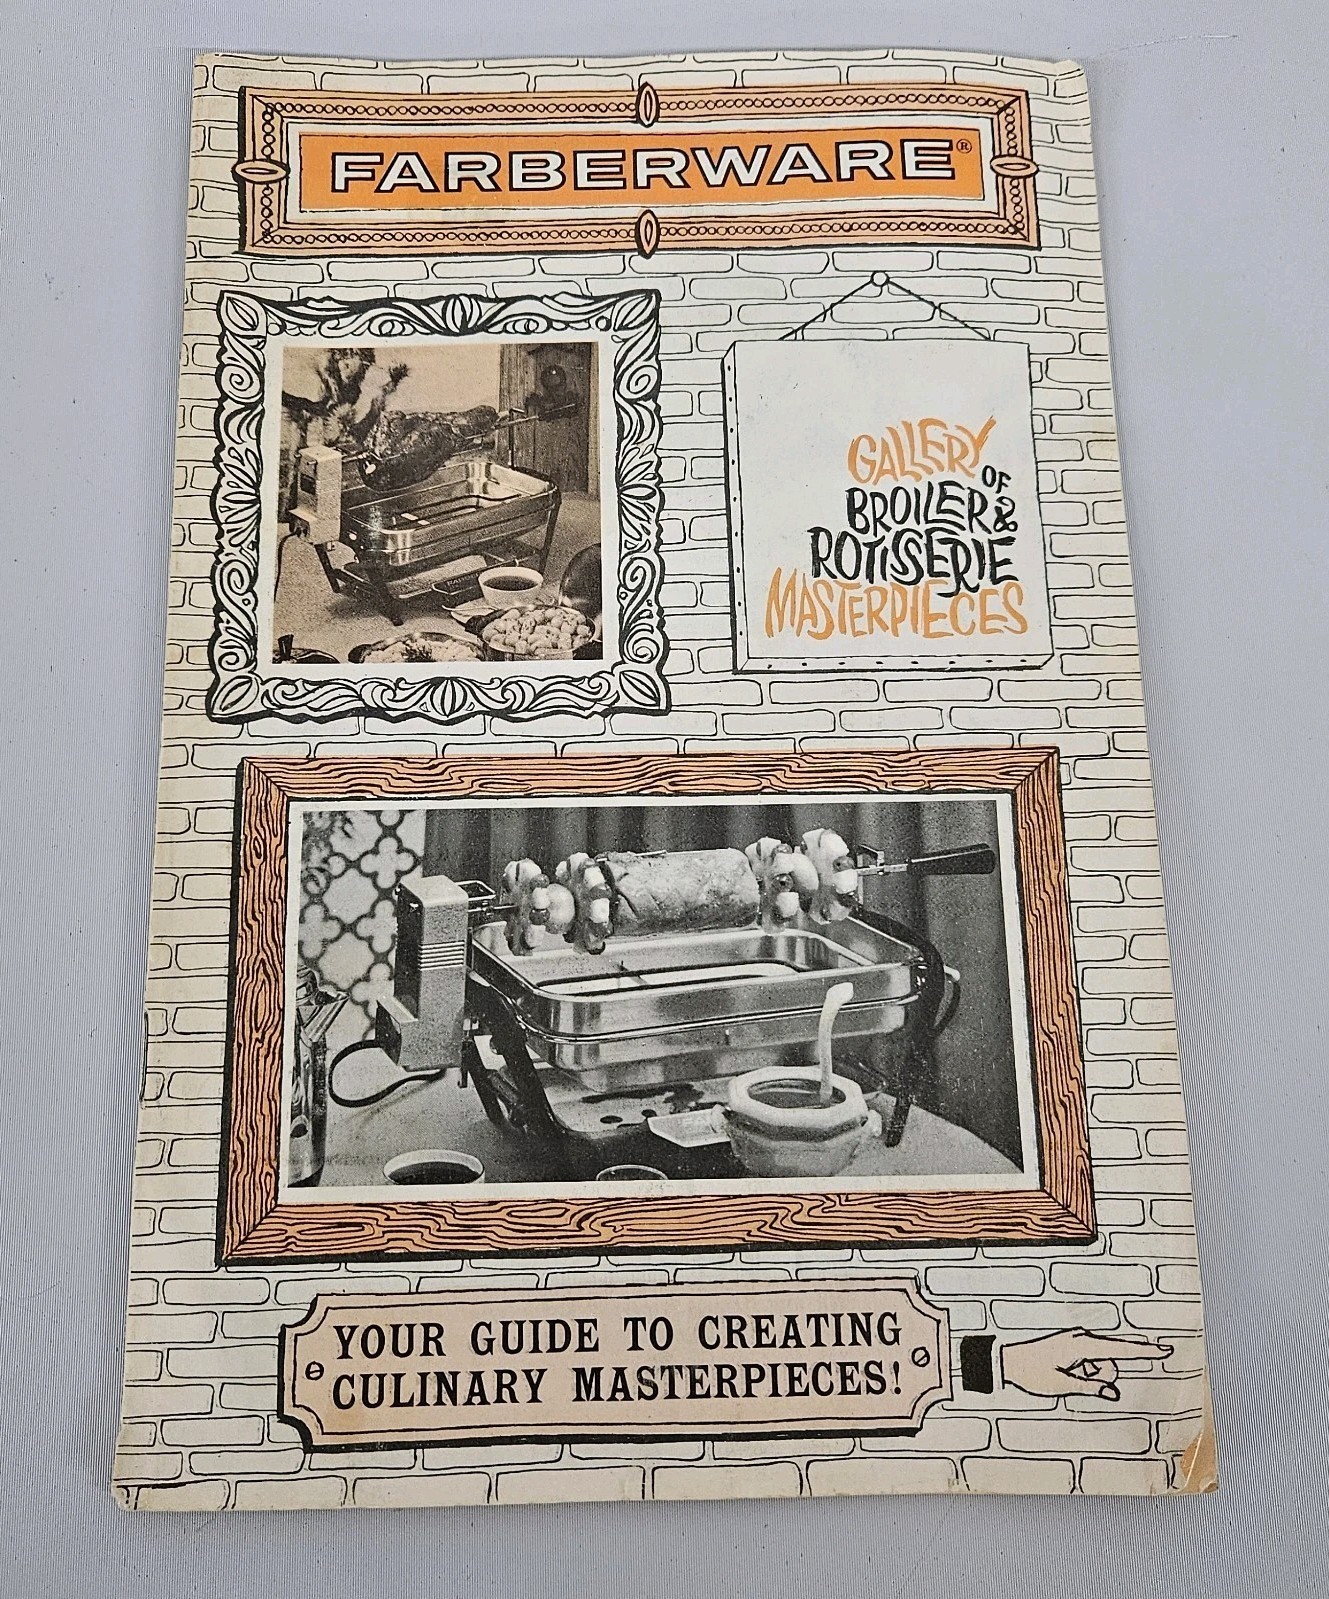 FARBERWARE®
GALLERY
OF
BROILER &
ROTISSERIE
MASTERPIECES
YOUR GUIDE TO CREATING
CULINARY MASTERPIECES!